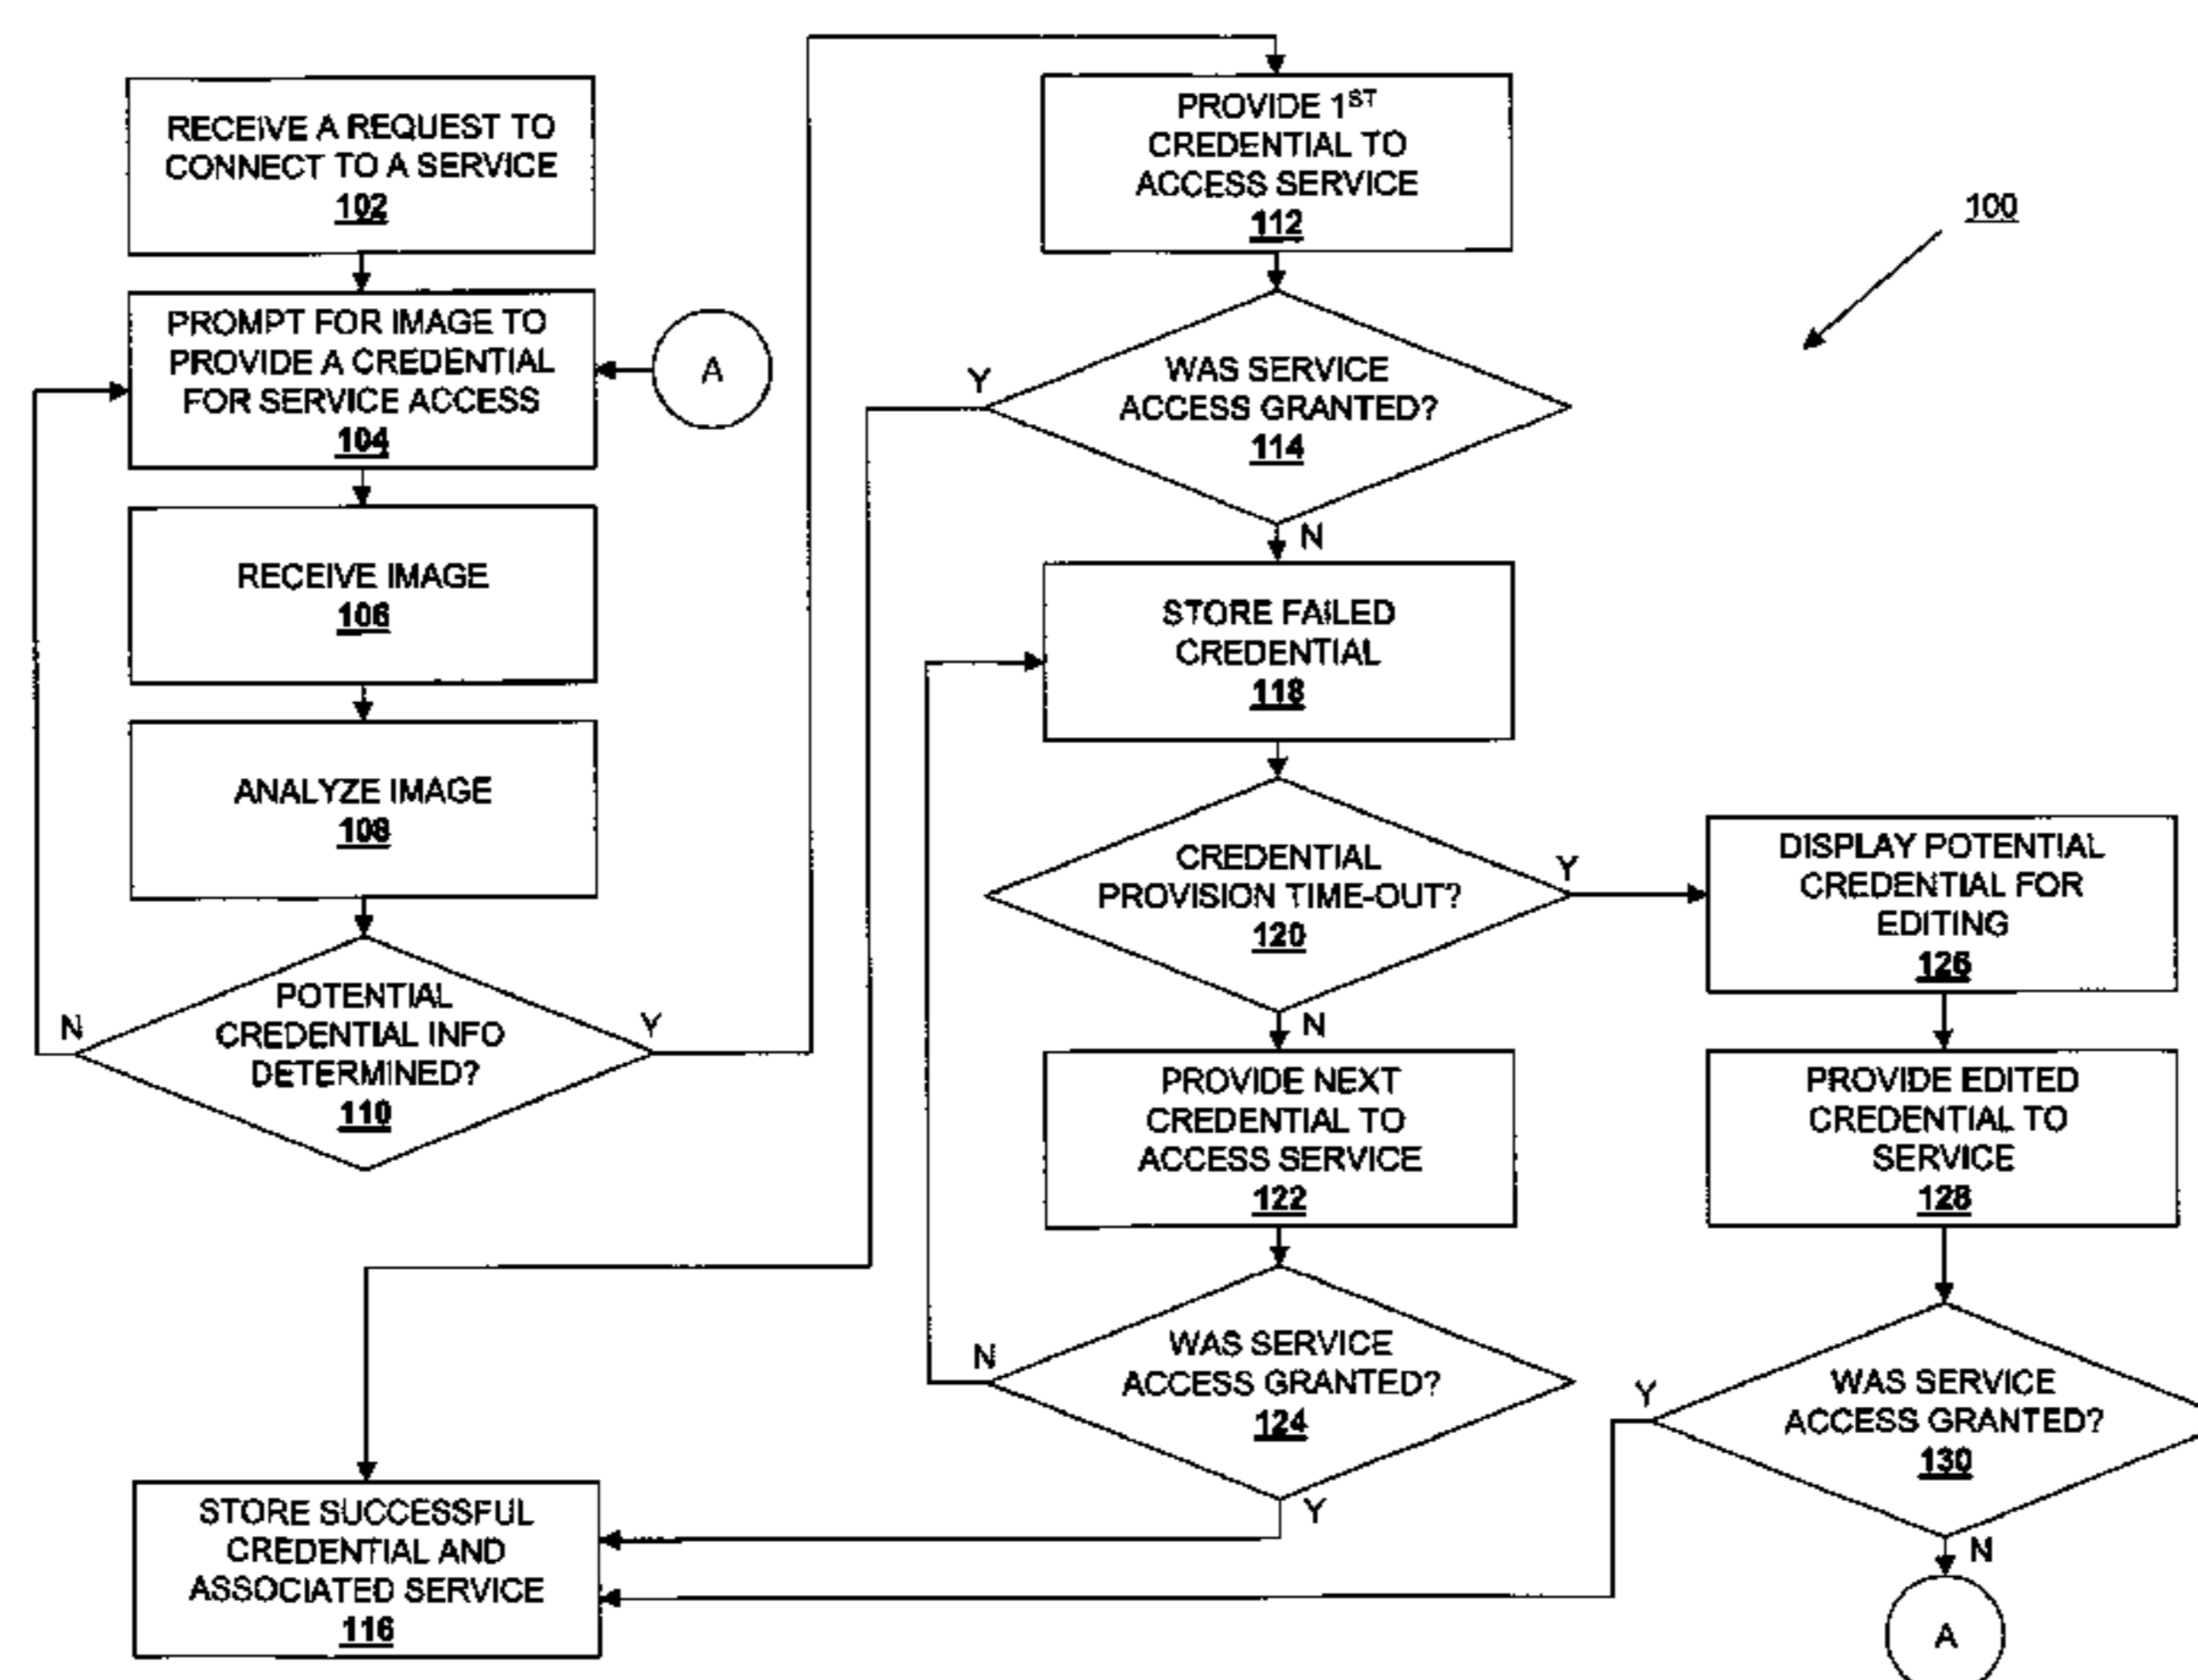 RECEIVE A REQUEST TO
CONNECT TO A SERVICE
102
PROMPT FOR IMAGE TO
PROVIDE A CREDENTIAL
FOR SERVICE ACCESS
104
A
RECEIVE IMAGE
106
ANALYZE IMAGE
108
POTENTIAL
CREDENTIAL INFO
DETERMINED?
110
N
Y
PROVIDE 1ST
CREDENTIAL TO
ACCESS SERVICE
112
WAS SERVICE
ACCESS GRANTED?
114
Y
N
STORE FAILED
CREDENTIAL
118
CREDENTIAL
PROVISION TIME-OUT?
120
Y
N
PROVIDE NEXT
CREDENTIAL TO
ACCESS SERVICE
122
WAS SERVICE
ACCESS GRANTED?
124
N
Y
STORE SUCCESSFUL
CREDENTIAL AND
ASSOCIATED SERVICE
116
100
DISPLAY POTENTIAL
CREDENTIAL FOR
EDITING
126
PROVIDE EDITED
CREDENTIAL TO
SERVICE
128
WAS SERVICE
ACCESS GRANTED?
130
Y
N
A